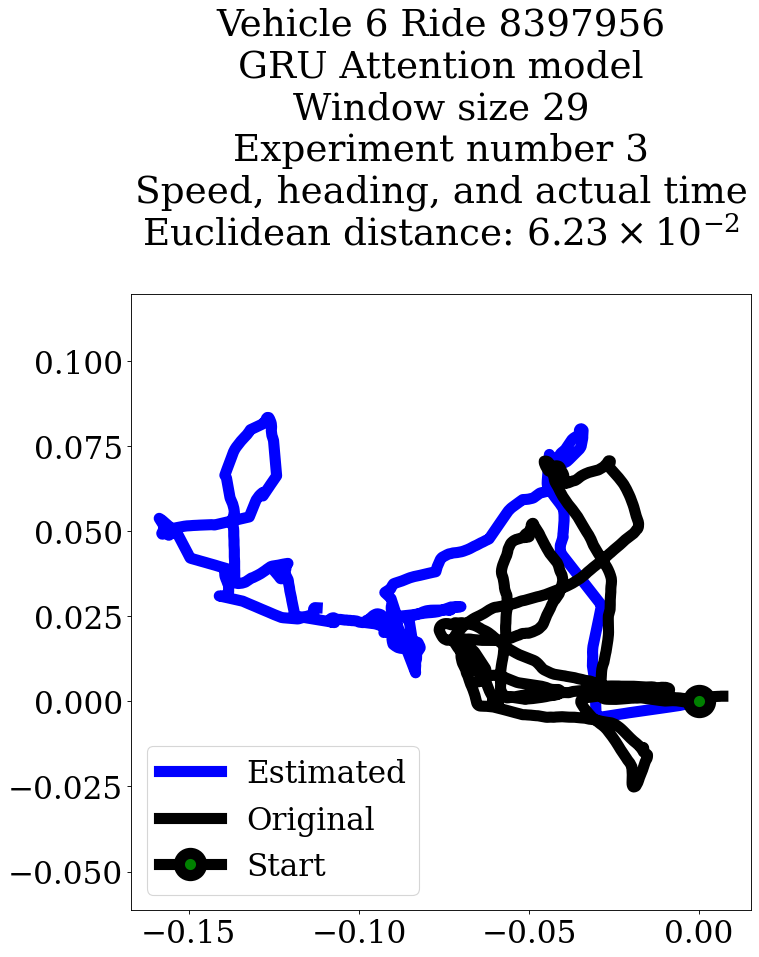 Vehicle 6 Ride 8397956
GRU Attention model
Window size 29
Experiment number 3
Speed, heading, and actual time
Euclidean distance: 6.23 × 10⁻²
0.100
0.075
0.050
0.025
0.000
−0.025
−0.050
Estimated
Original
Start
−0.15
−0.10
−0.05
0.00